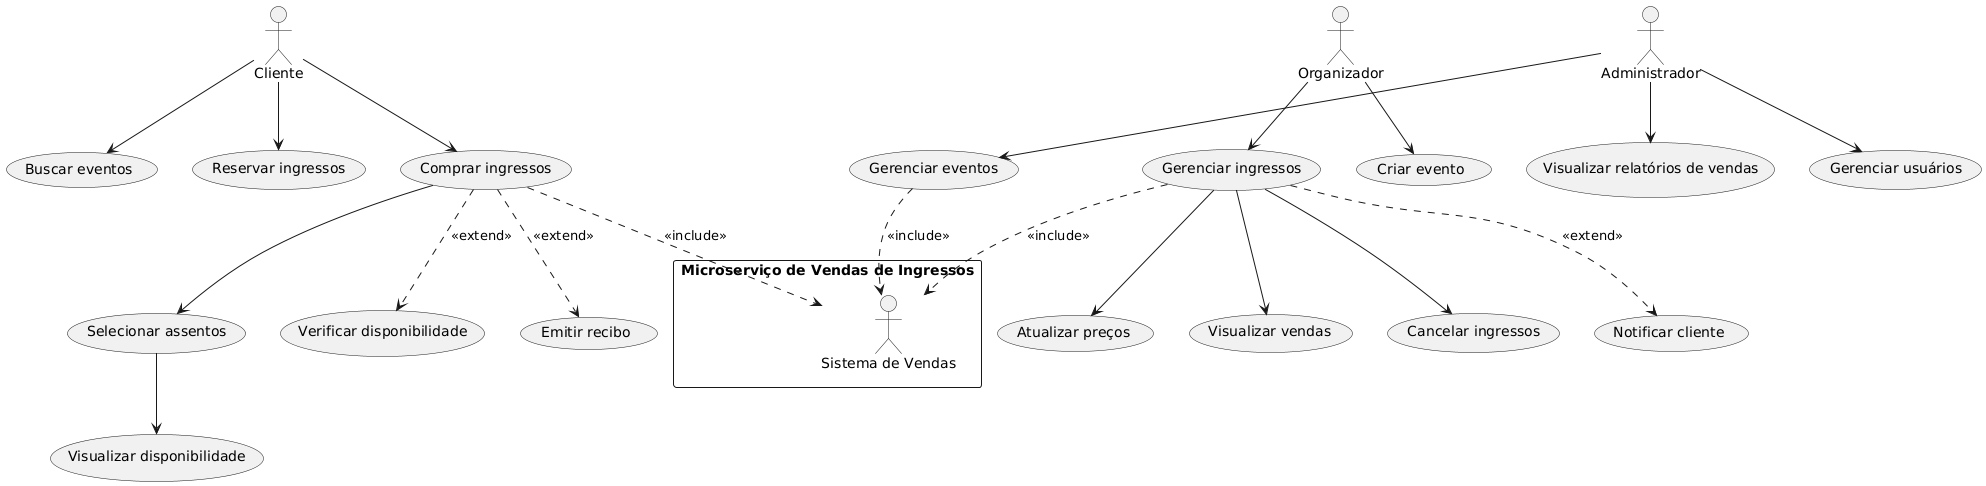 Cliente
Organizador
Administrador
Buscar eventos
Reservar ingressos
Comprar ingressos
Gerenciar eventos
Gerenciar ingressos
Criar evento
Visualizar relatórios de vendas
Gerenciar usuários
«extend»
«extend»
«include»
«include»
«include»
«extend»
Microserviço de Vendas de Ingressos
Selecionar assentos
Verificar disponibilidade
Emitir recibo
Sistema de Vendas
Atualizar preços
Visualizar vendas
Cancelar ingressos
Notificar cliente
Visualizar disponibilidade